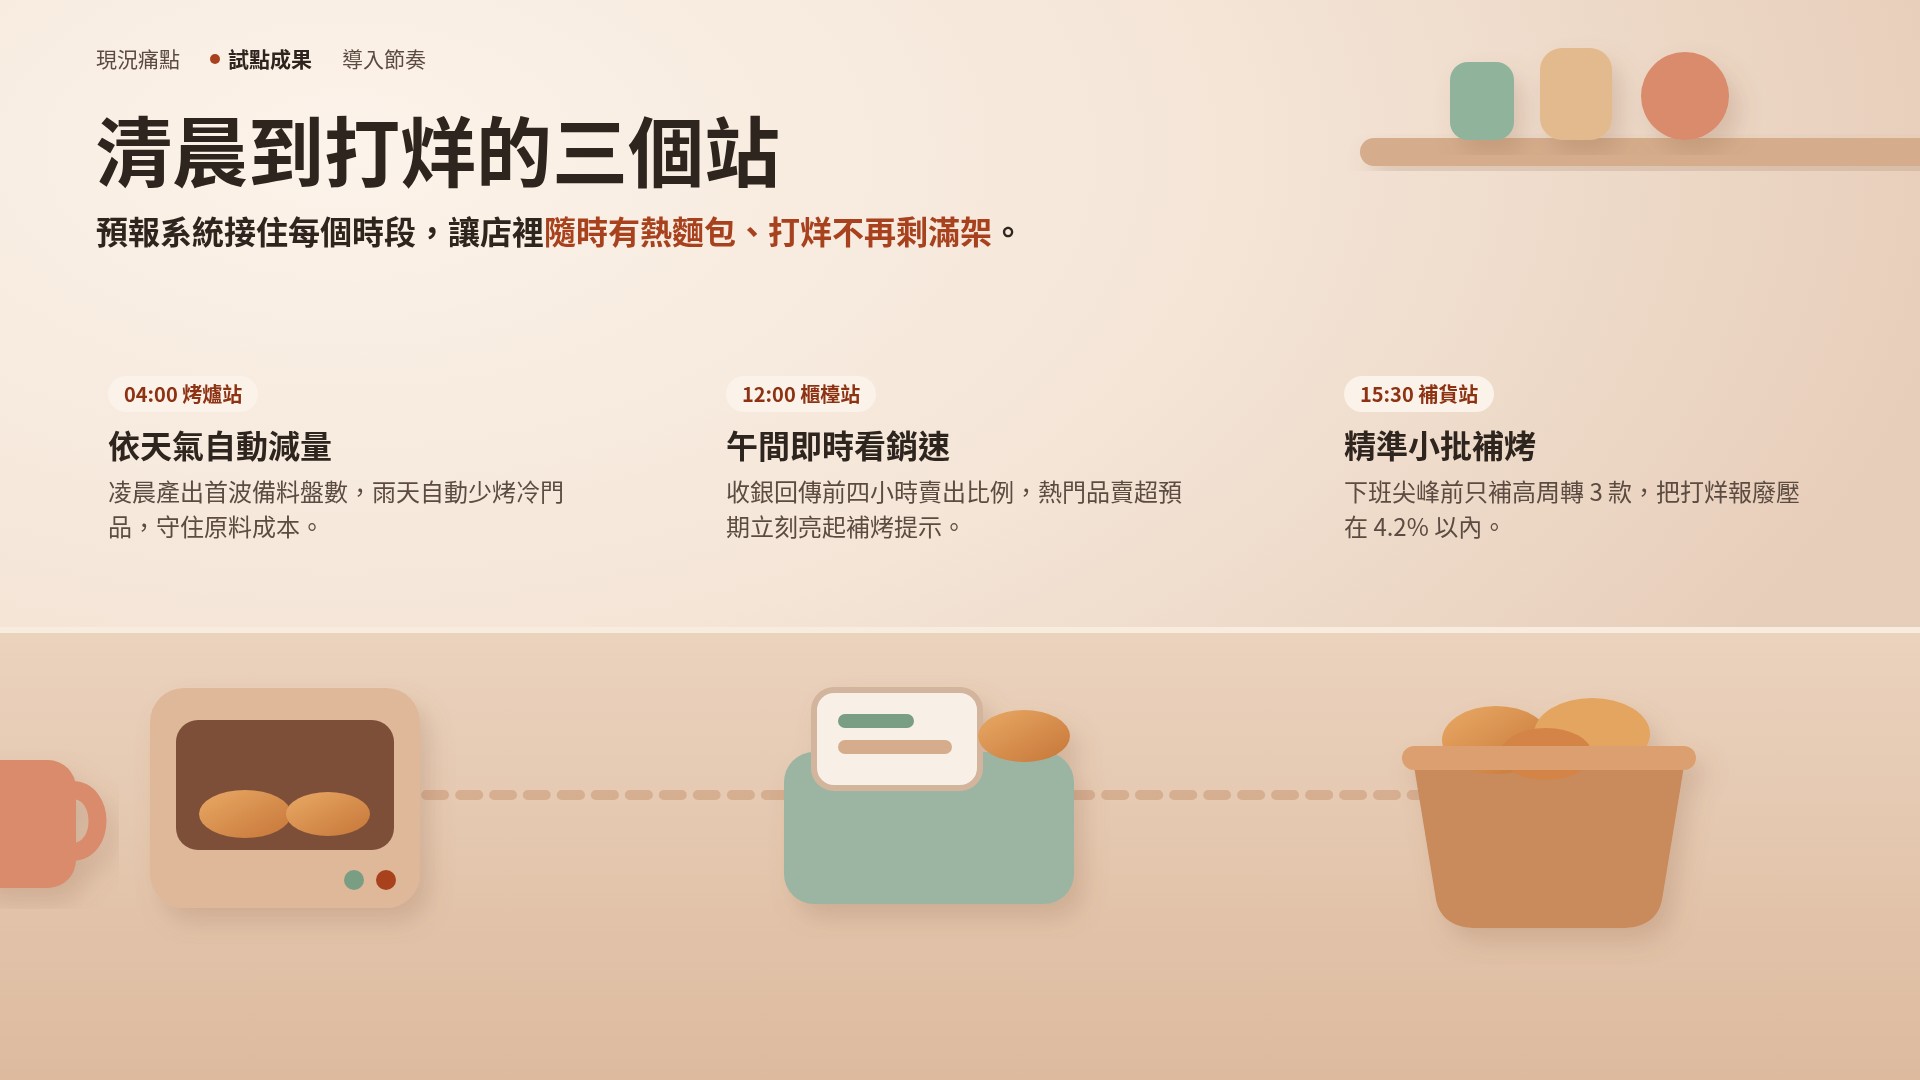 現況痛點
試點成果
導入節奏
清晨到打烊的三個站
預報系統接住每個時段，讓店裡隨時有熱麵包、打烊不再剩滿架。
04:00 烤爐站
依天氣自動減量
凌晨產出首波備料盤數，雨天自動少烤冷門
品，守住原料成本。
12:00 櫃檯站
午間即時看銷速
收銀回傳前四小時賣出比例，熱門品賣超預
期立刻亮起補烤提示。
15:30 補貨站
精準小批補烤
下班尖峰前只補高周轉 3 款，把打烊報廢壓
在 4.2% 以內。